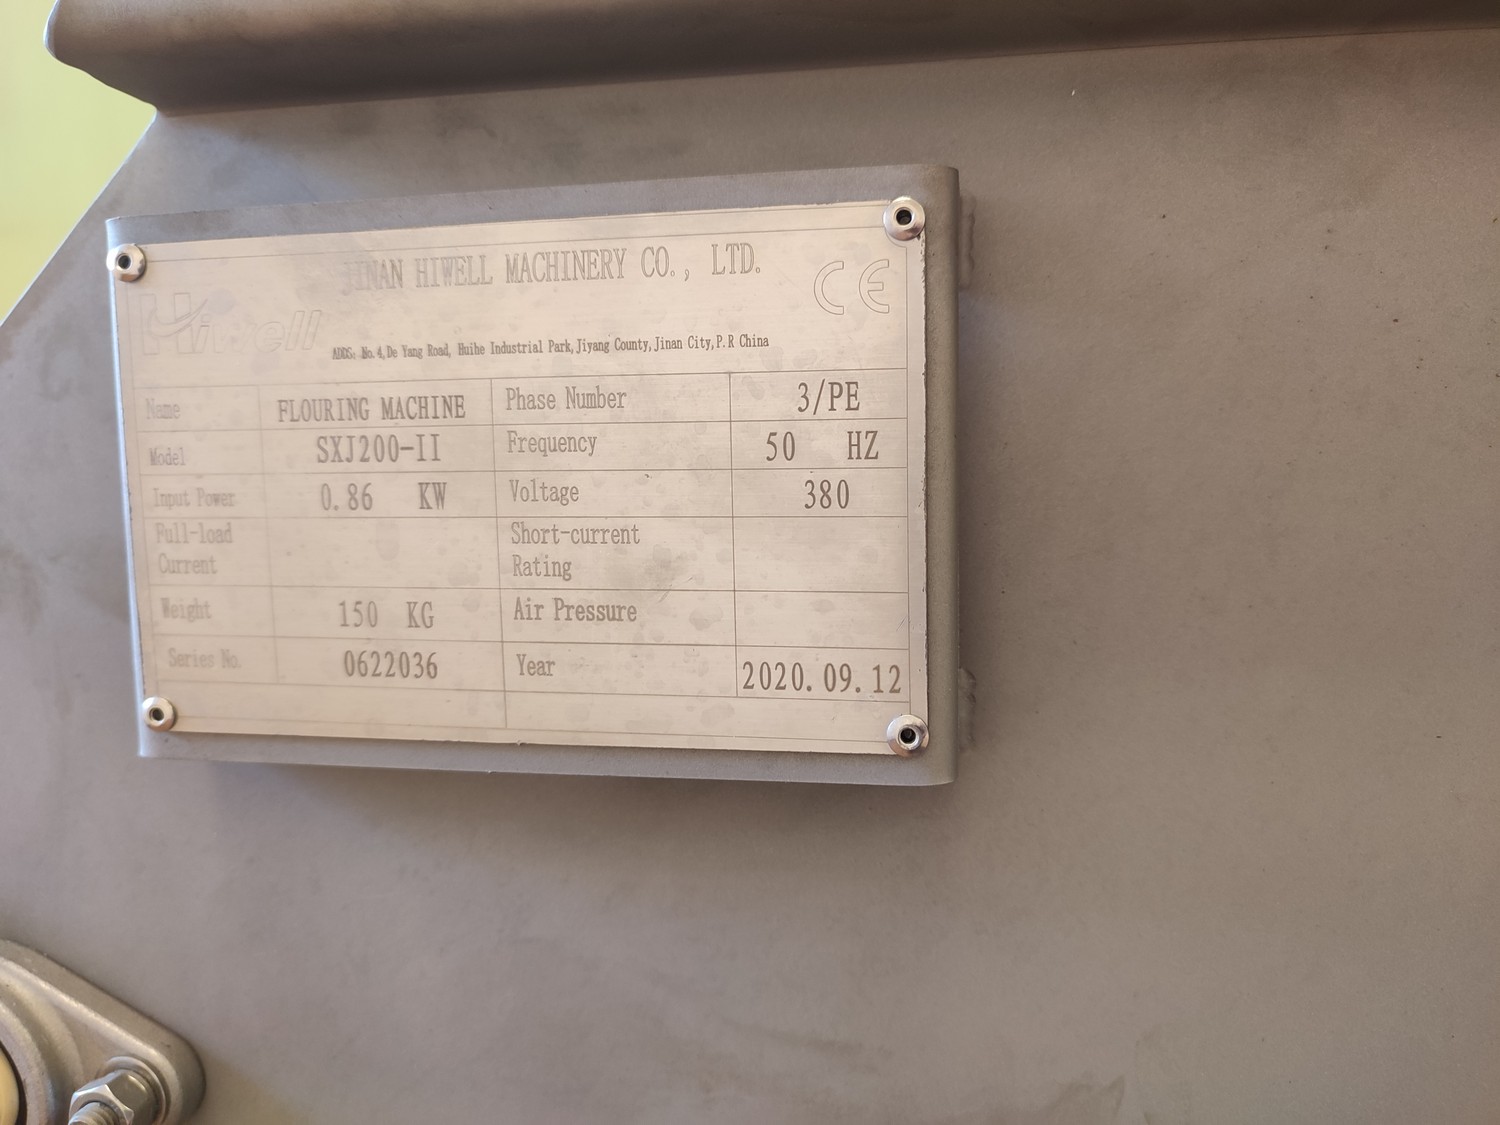 JINAN HIWELL MACHINERY CO., LTD.
CE
Hiwell
ADDS: No.4,De Yang Road, Huihe Industrial Park,Jiyang County,Jinan City,P.R China
Name FLOURING MACHINE Phase Number 3/PE
Model SXJ200-II Frequency 50 HZ
Input Power 0.86 KW Voltage 380
Full-load Current Short-current Rating
Weight 150 KG Air Pressure
Series No. 0622036 Year 2020.09.12